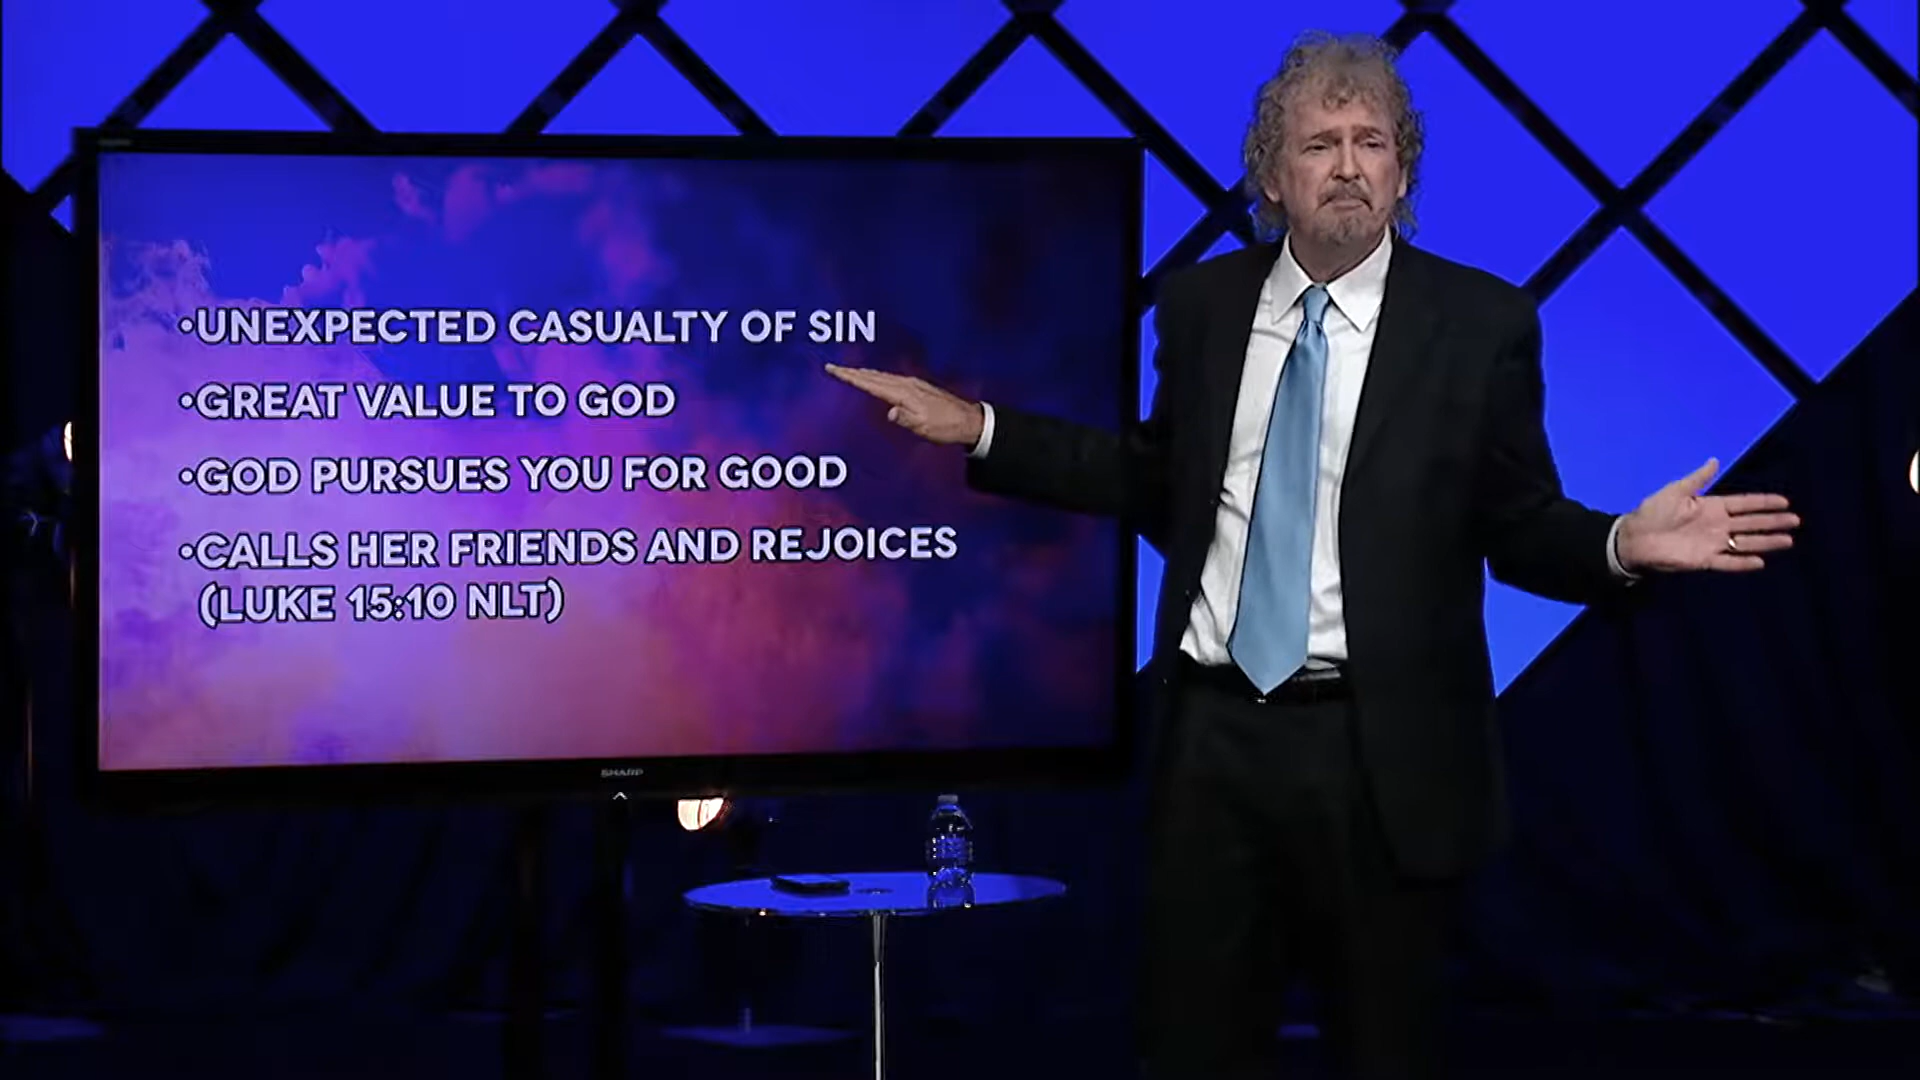 •UNEXPECTED CASUALTY OF SIN
•GREAT VALUE TO GOD
•GOD PURSUES YOU FOR GOOD
•CALLS HER FRIENDS AND REJOICES
(LUKE 15:10 NLT)
SHARP